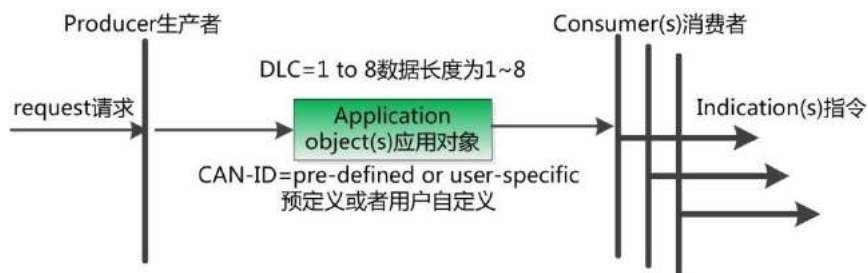 Producer生产者
Consumer(s)消费者
DLC=1 to 8数据长度为1~8
request请求
Application
object(s)应用对象
Indication(s)指令
CAN-ID=pre-defined or user-specific
预定义或者用户自定义